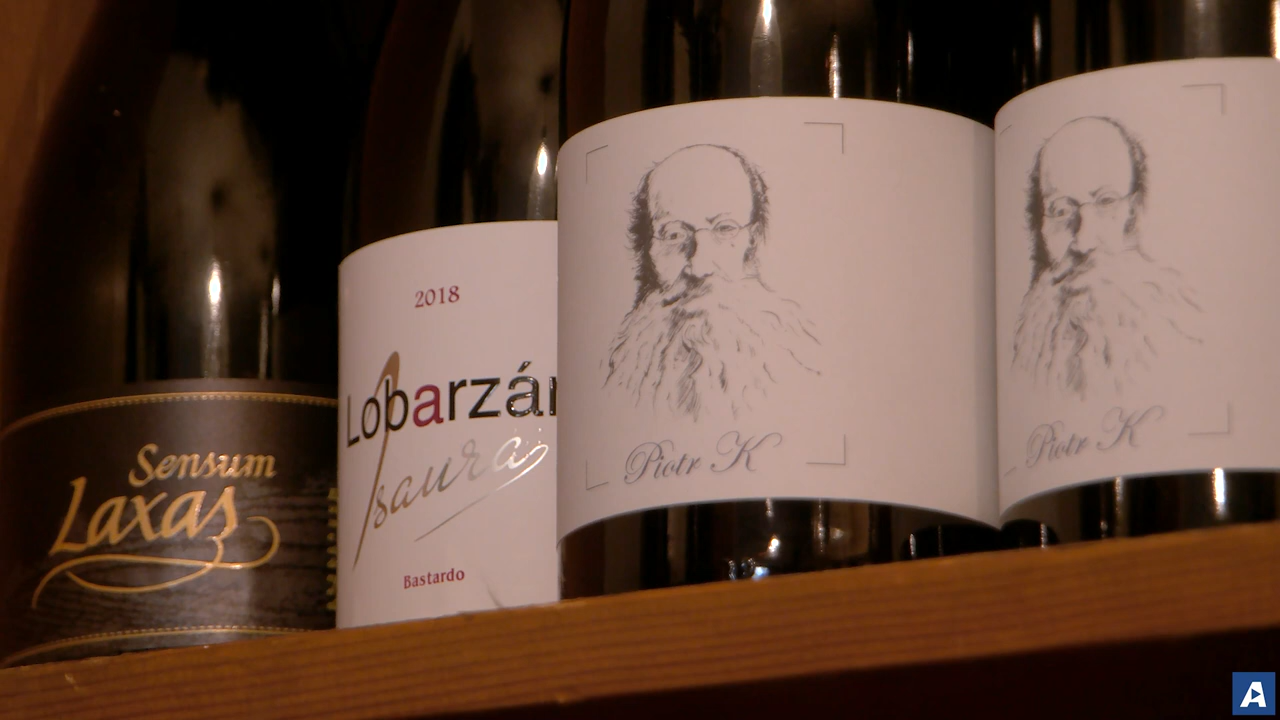 Sensum
Laxas
2018
Lobarzán
Isaura
Bastardo
Piotr K
Piotr K
A